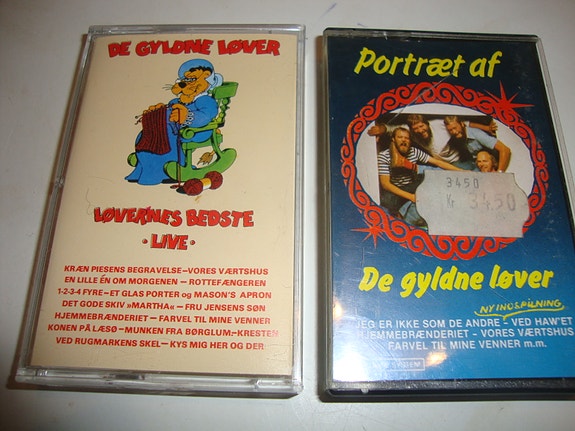 DE GYLDNE LØVER
LØVERNES BEDSTE
• LIVE •
KRÆN PIESENS BEGRAVELSE – VORES VÆRTSHUS
EN LILLE ÉN OM MORGENEN – ROTTEFÆNGEREN
1-2-3-4 FYRE – ET GLAS PORTER og MASON'S APRON
DET GODE SKIV »MARTHA« – FRU JENSENS SØN
HJEMMEBRÆNDERIET – FARVEL TIL MINE VENNER
KONEN PÅ LÆSØ – MUNKEN FRA BØRGLUM – KRESTEN
VED RUGMARKENS SKEL – KYS MIG HER OG DER
Portræt af
3450
Kr. 34.50
De gyldne løver
NY INDSPILNING
JEG ER IKKE SOM DE ANDRE - VED HAW'ET
HJEMMEBRÆNDERIET - VORES VÆRTSHUS
FARVEL TIL MINE VENNER m.m.